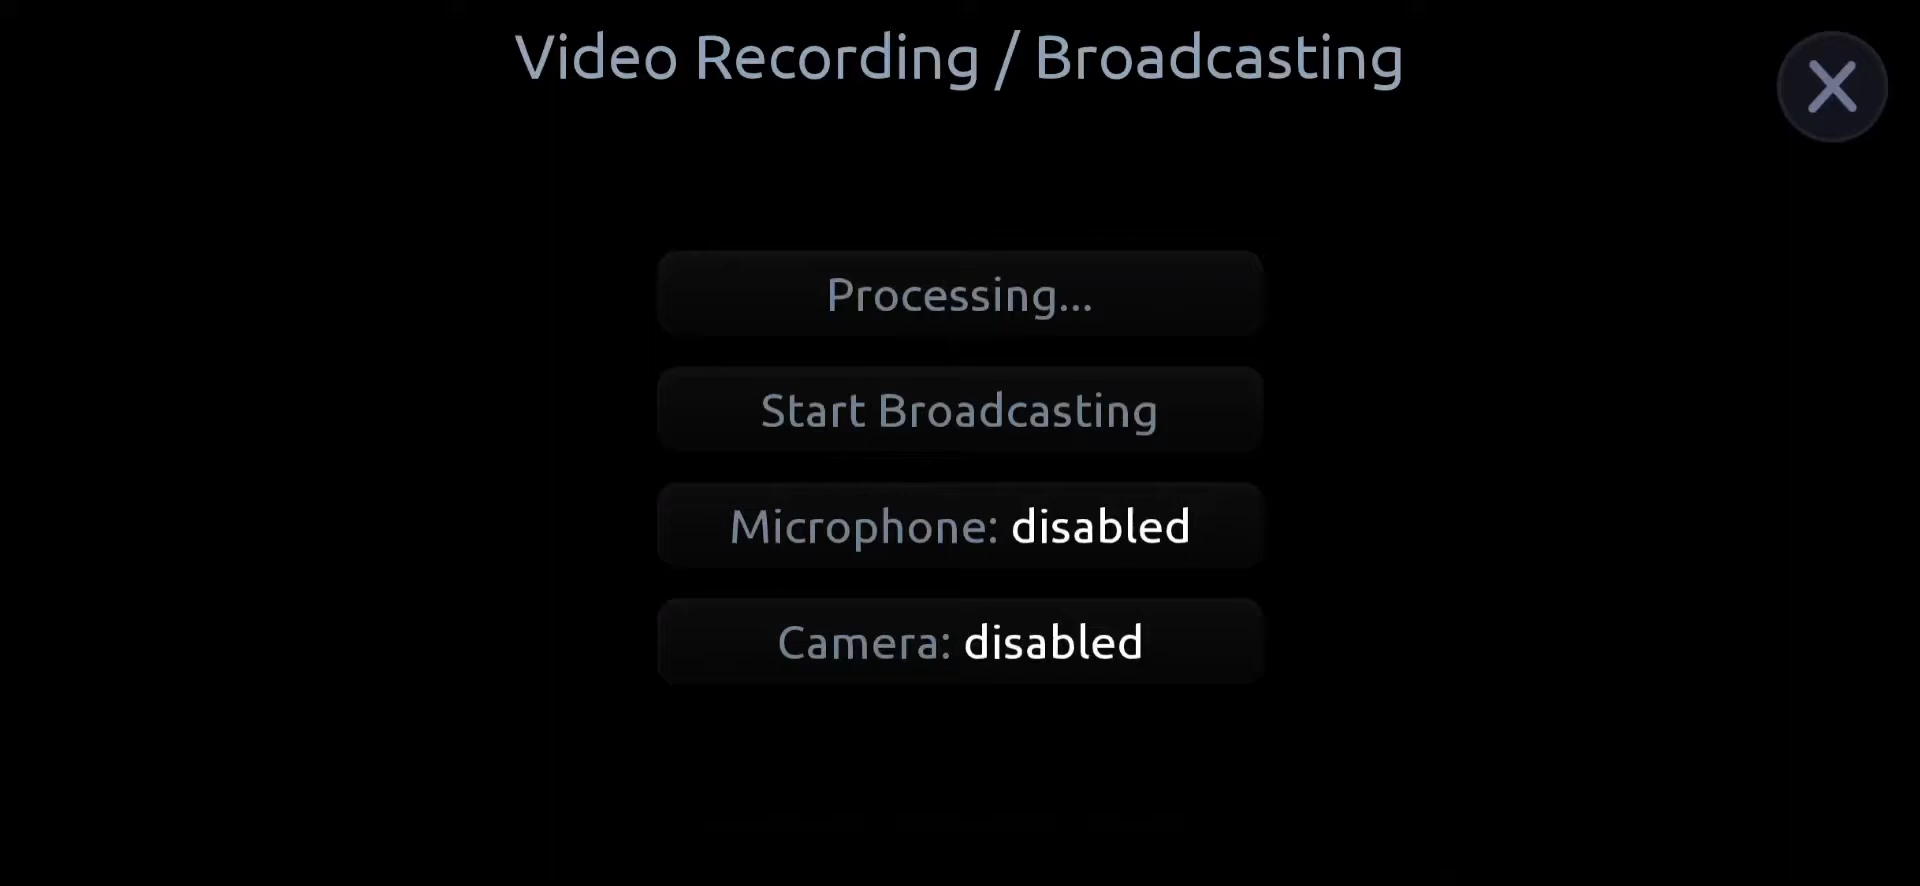 Video Recording / Broadcasting
Processing...
Start Broadcasting
Microphone: disabled
Camera: disabled